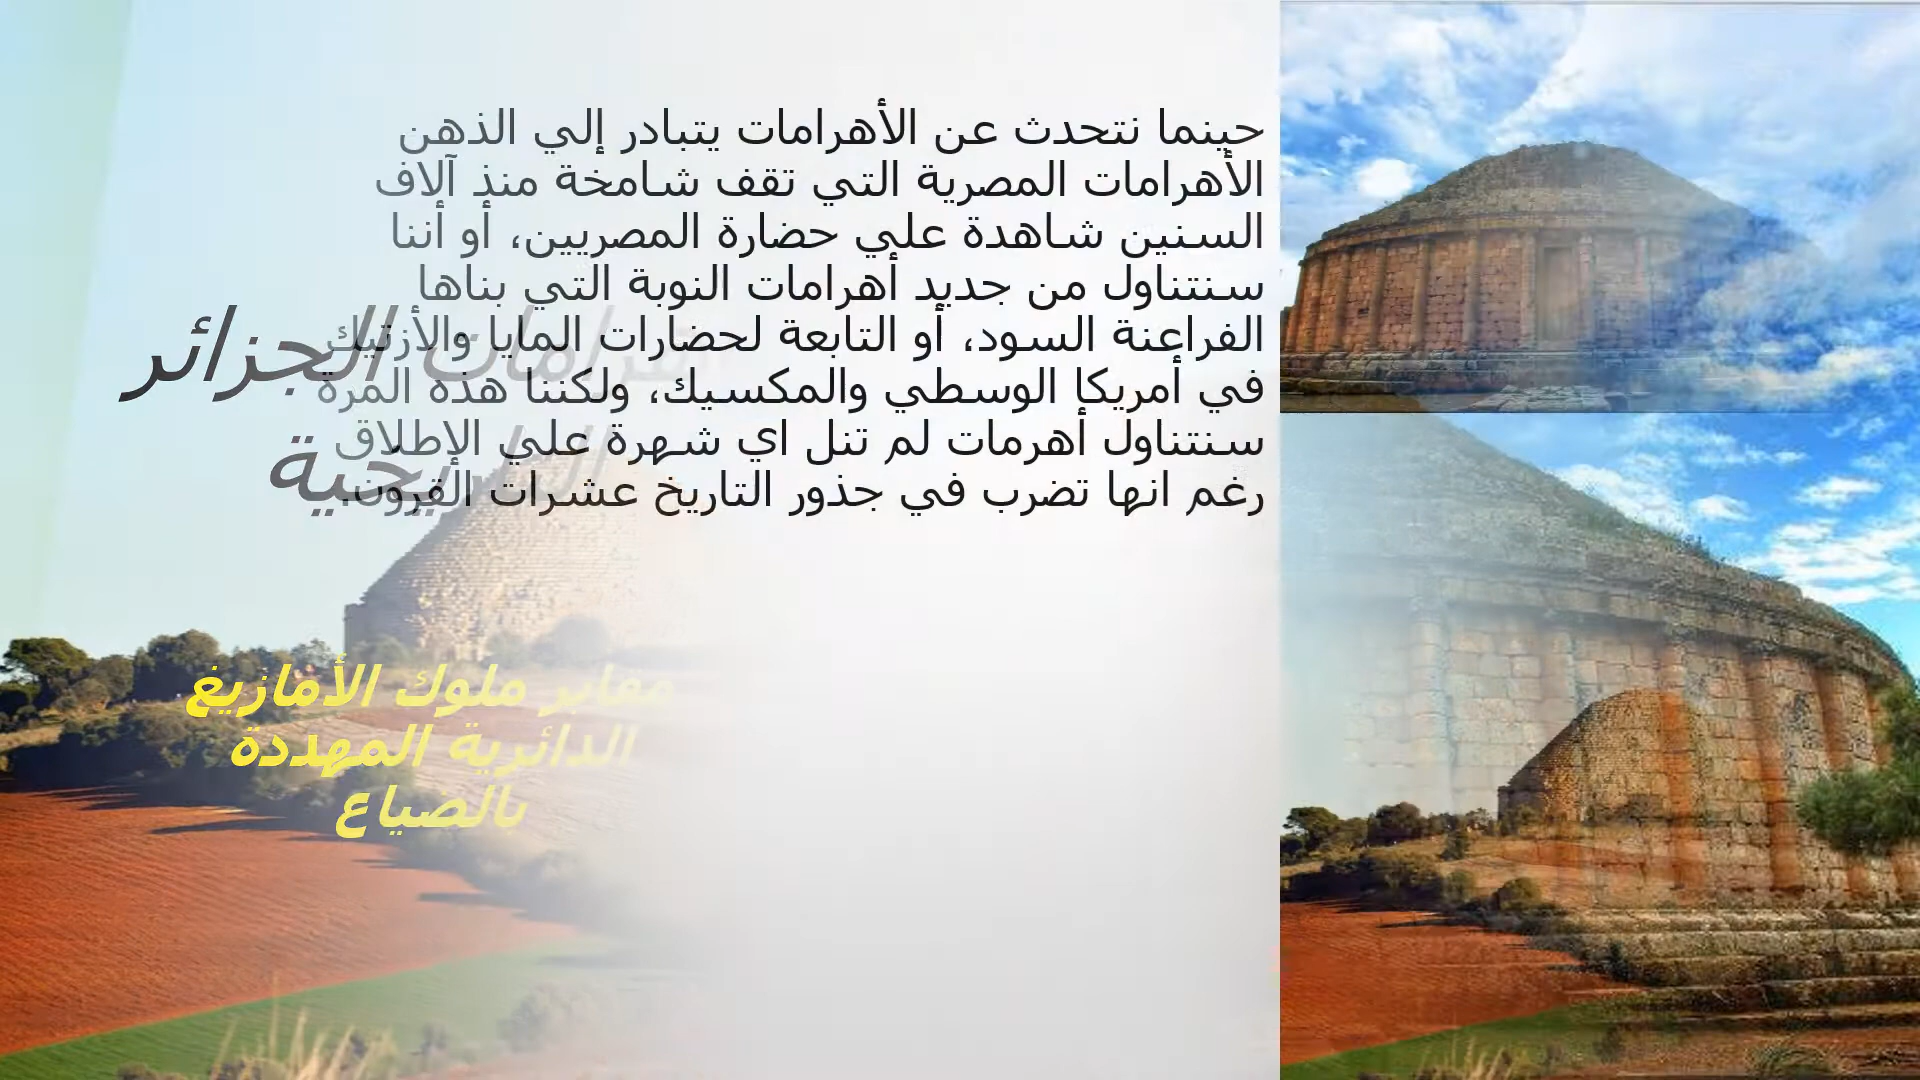 حينما نتحدث عن الأهرامات يتبادر إلي الذهن
الأهرامات المصرية التي تقف شامخة منذ آلاف
السنين شاهدة علي حضارة المصريين، أو أننا
سنتناول من جديد أهرامات النوبة التي بناها
الفراعنة السود، أو التابعة لحضارات المايا والأزتيك
في أمريكا الوسطي والمكسيك، ولكننا هذه المرة
سنتناول أهرمات لم تنل اي شهرة علي الإطلاق
رغم انها تضرب في جذور التاريخ عشرات القرون.
أهرامات الجزائر
مقابر ملوك الأمازيغ
الدائرية المهددة
بالضياع